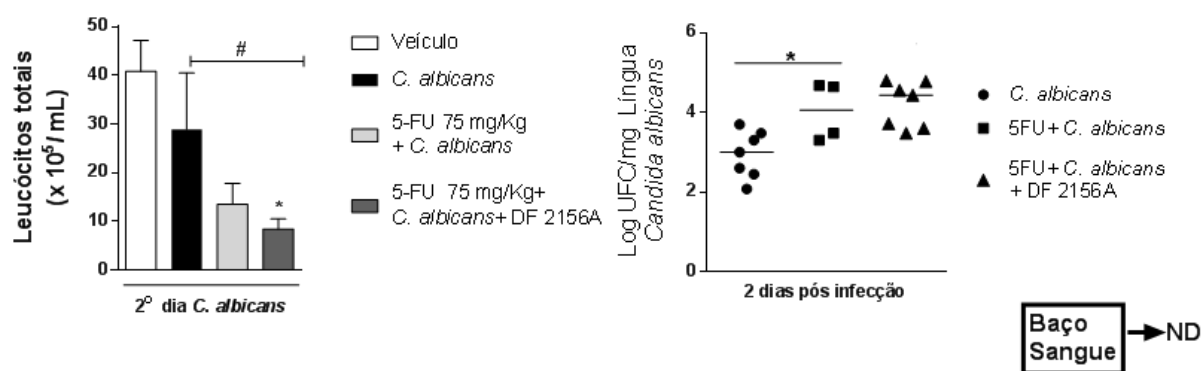 Leucócitos totais
(x 10⁵/mL)
50
40
30
20
10
0
#
*
2º dia C. albicans
Veículo
C. albicans
5-FU 75 mg/Kg
+ C. albicans
5-FU 75 mg/Kg+
C. albicans+ DF 2156A
Log UFC/mg Língua
Candida albicans
6
4
2
0
*
2 dias pós infecção
C. albicans
5FU+ C. albicans
5FU+ C. albicans
+ DF 2156A
Baço
Sangue
ND